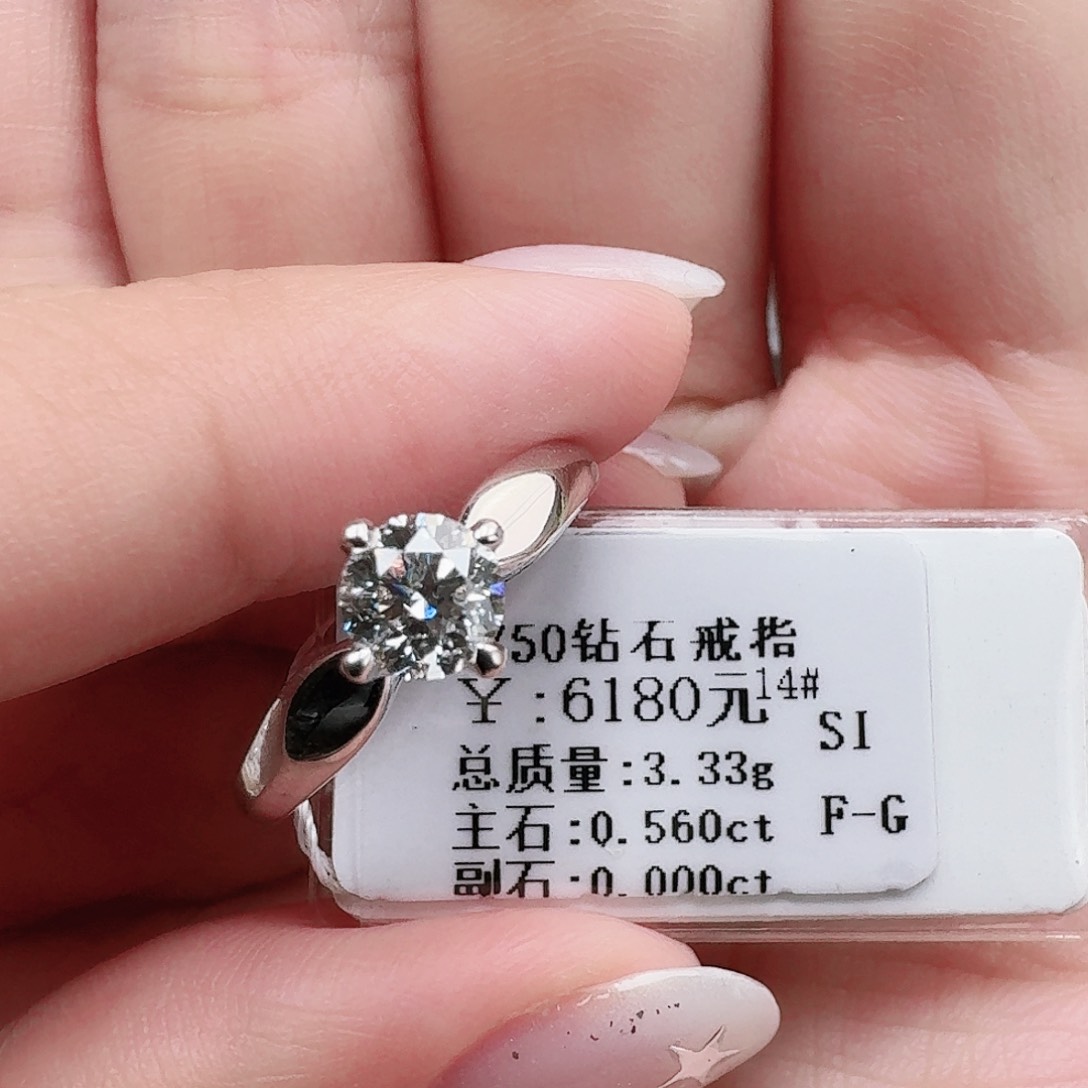 750钻石戒指
￥:6180元14#
SI
总质量:3.33g
主石:0.560ct
F-G
副石:0.000ct